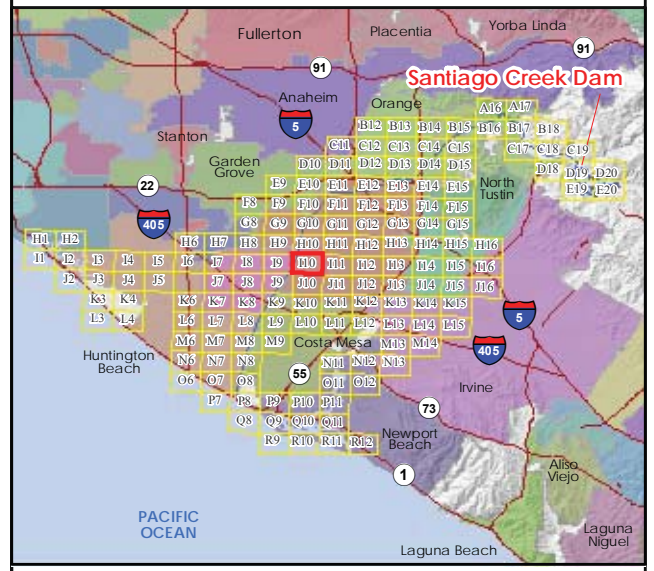 Fullerton
Placentia
Yorba Linda
91
91
Santiago Creek Dam
Anaheim
Orange
A16 A17
5
B12 B13 B14 B15 B16 B17 B18
Stanton
C11 C12 C13 C14 C15 C17 C18 C19
Garden
Grove
D10 D11 D12 D13 D14 D15 D18 D19 D20
22
E9 E10 E11 E12 E13 E14 E15 E19 E20
North
Tustin
F8 F9 F10 F11 F12 F13 F14 F15
405
G8 G9 G10 G11 G12 G13 G14 G15
H1 H2 H6 H7 H8 H9 H10 H11 H12 H13 H14 H15 H16
I1 I2 I3 I4 I5 I6 I7 I8 I9 I10 I11 I12 I13 I14 I15 I16
J2 J3 J4 J5 J7 J8 J9 J10 J11 J12 J13 J14 J15 J16
K3 K4 K6 K7 K8 K9 K10 K11 K12 K13 K14 K15
L3 L4 L6 L7 L8 L9 L10 L11 L12 L13 L14 L15
5
M6 M7 M8 M9 Costa Mesa M13 M14
405
Huntington
Beach
N6 N7 N8 N11 N12 N13
55
O6 O7 O8 O11 O12
Irvine
P7 P8 P9 P10 P11
73
Q8 Q9 Q10 Q11
Newport
Beach
R9 R10 R11 R12
1
Aliso
Viejo
PACIFIC
OCEAN
Laguna
Niguel
Laguna Beach